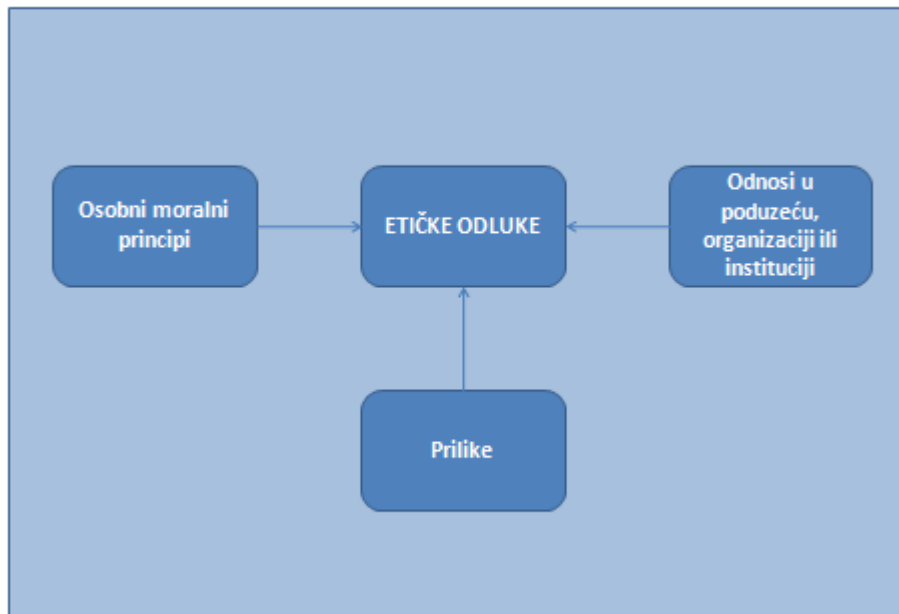 Osobni moralni
principi
ETIČKE ODLUKE
Odnosi u
poduzeću,
organizaciji ili
instituciji
Prilike